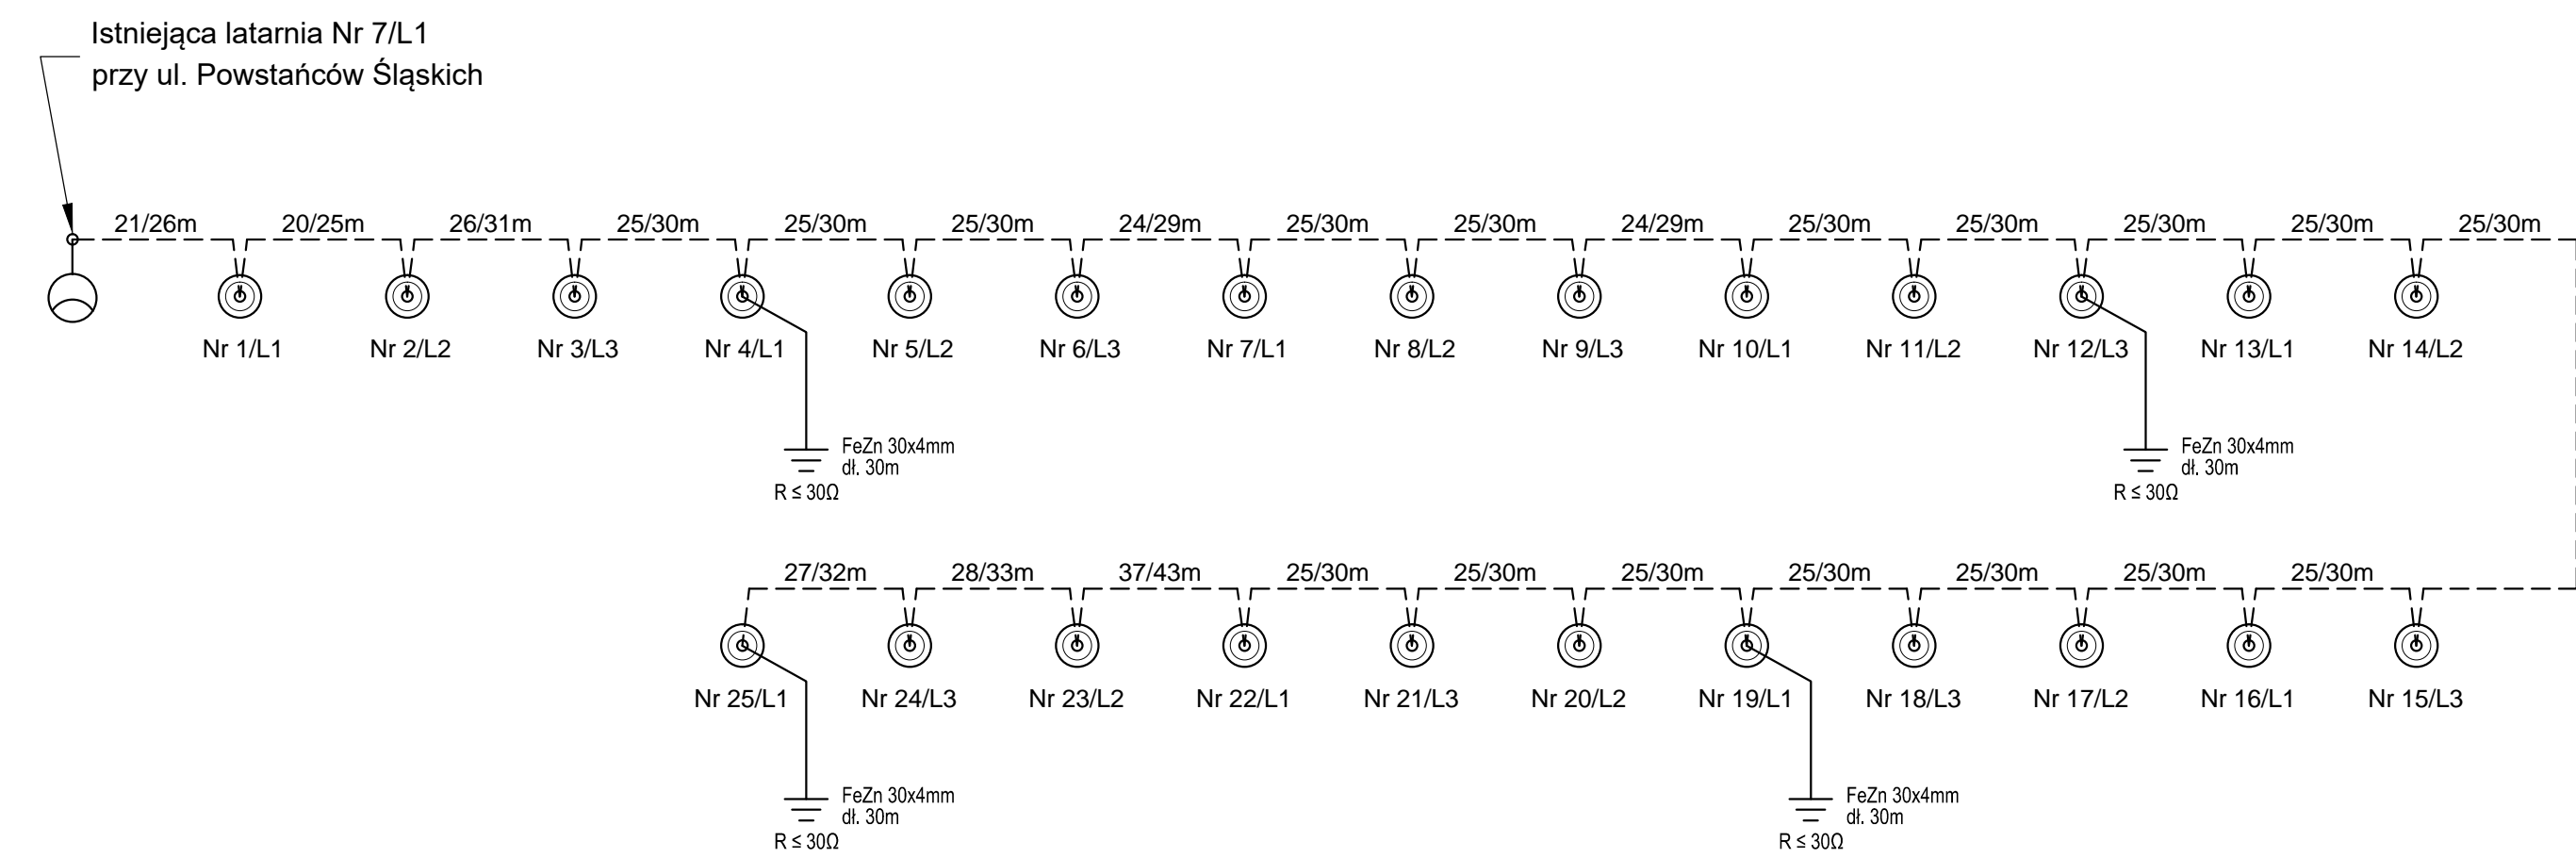 Istniejąca latarnia Nr 7/L1
przy ul. Powstańców Śląskich
21/26m 20/25m 26/31m 25/30m 25/30m 25/30m 24/29m 25/30m 25/30m 24/29m 25/30m 25/30m 25/30m 25/30m 25/30m
Nr 1/L1 Nr 2/L2 Nr 3/L3 Nr 4/L1 Nr 5/L2 Nr 6/L3 Nr 7/L1 Nr 8/L2 Nr 9/L3 Nr 10/L1 Nr 11/L2 Nr 12/L3 Nr 13/L1 Nr 14/L2
FeZn 30x4mm
dł. 30m
R ≤ 30Ω
FeZn 30x4mm
dł. 30m
R ≤ 30Ω
27/32m 28/33m 37/43m 25/30m 25/30m 25/30m 25/30m 25/30m 25/30m 25/30m
Nr 25/L1 Nr 24/L3 Nr 23/L2 Nr 22/L1 Nr 21/L3 Nr 20/L2 Nr 19/L1 Nr 18/L3 Nr 17/L2 Nr 16/L1 Nr 15/L3
FeZn 30x4mm
dł. 30m
R ≤ 30Ω
FeZn 30x4mm
dł. 30m
R ≤ 30Ω